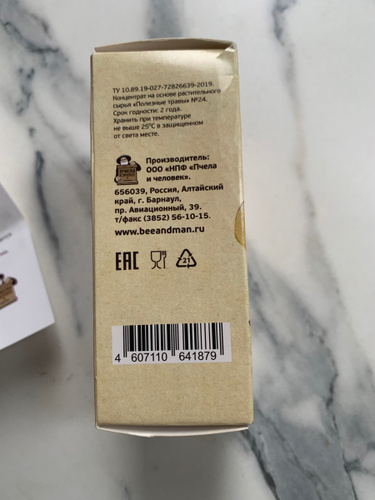 ТУ 10.89.19-027-72826639-2019.
Концентрат на основе растительного
сырья «Полезные травы» №24.
Срок годности: 2 года.
Хранить при температуре
не выше 25°С в защищенном
от света месте.
Производитель:
ООО «НПФ «Пчела
и человек».
656039, Россия, Алтайский
край, г. Барнаул,
пр. Авиационный, 39.
т/факс (3852) 56-10-15.
www.beeandman.ru
ЕАС
21
4 607110 641879